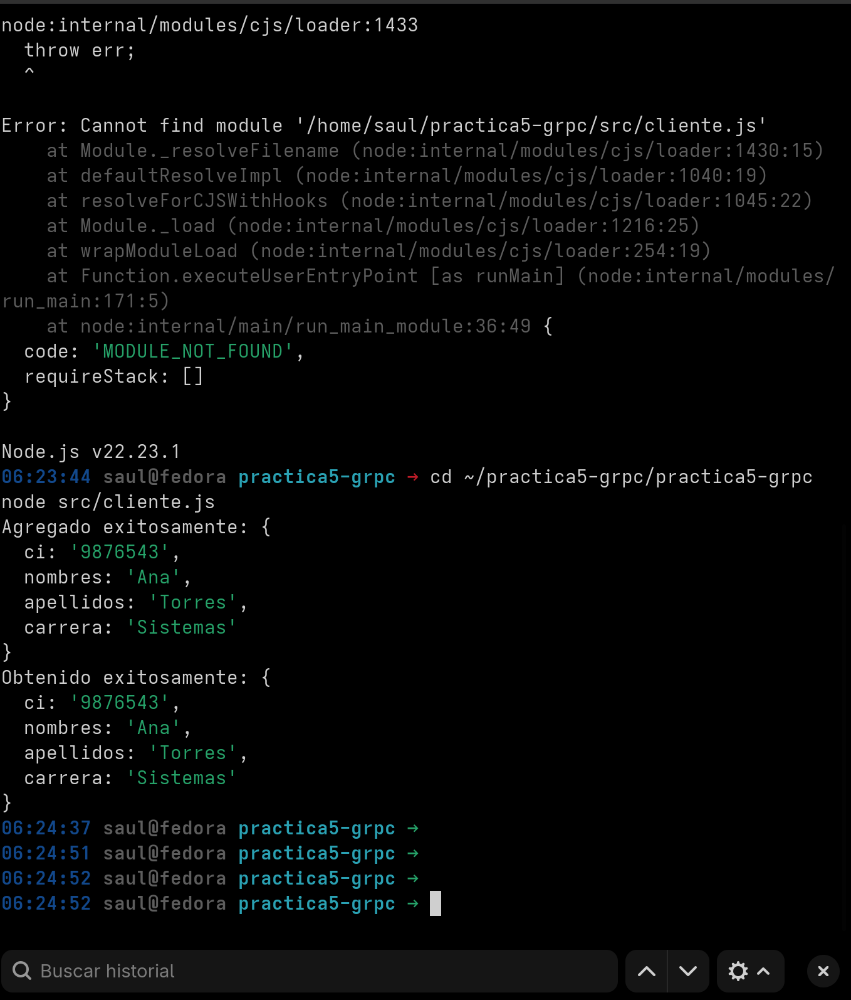 node:internal/modules/cjs/loader:1433
  throw err;
  ^

Error: Cannot find module '/home/saul/practica5-grpc/src/cliente.js'
    at Module._resolveFilename (node:internal/modules/cjs/loader:1430:15)
    at defaultResolveImpl (node:internal/modules/cjs/loader:1040:19)
    at resolveForCJSWithHooks (node:internal/modules/cjs/loader:1045:22)
    at Module._load (node:internal/modules/cjs/loader:1216:25)
    at wrapModuleLoad (node:internal/modules/cjs/loader:254:19)
    at Function.executeUserEntryPoint [as runMain] (node:internal/modules/
run_main:171:5)
    at node:internal/main/run_main_module:36:49 {
  code: 'MODULE_NOT_FOUND',
  requireStack: []
}

Node.js v22.23.1
06:23:44 saul@fedora practica5-grpc → cd ~/practica5-grpc/practica5-grpc
node src/cliente.js
Agregado exitosamente: {
  ci: '9876543',
  nombres: 'Ana',
  apellidos: 'Torres',
  carrera: 'Sistemas'
}
Obtenido exitosamente: {
  ci: '9876543',
  nombres: 'Ana',
  apellidos: 'Torres',
  carrera: 'Sistemas'
}
06:24:37 saul@fedora practica5-grpc →
06:24:51 saul@fedora practica5-grpc →
06:24:52 saul@fedora practica5-grpc →
06:24:52 saul@fedora practica5-grpc →
Buscar historial